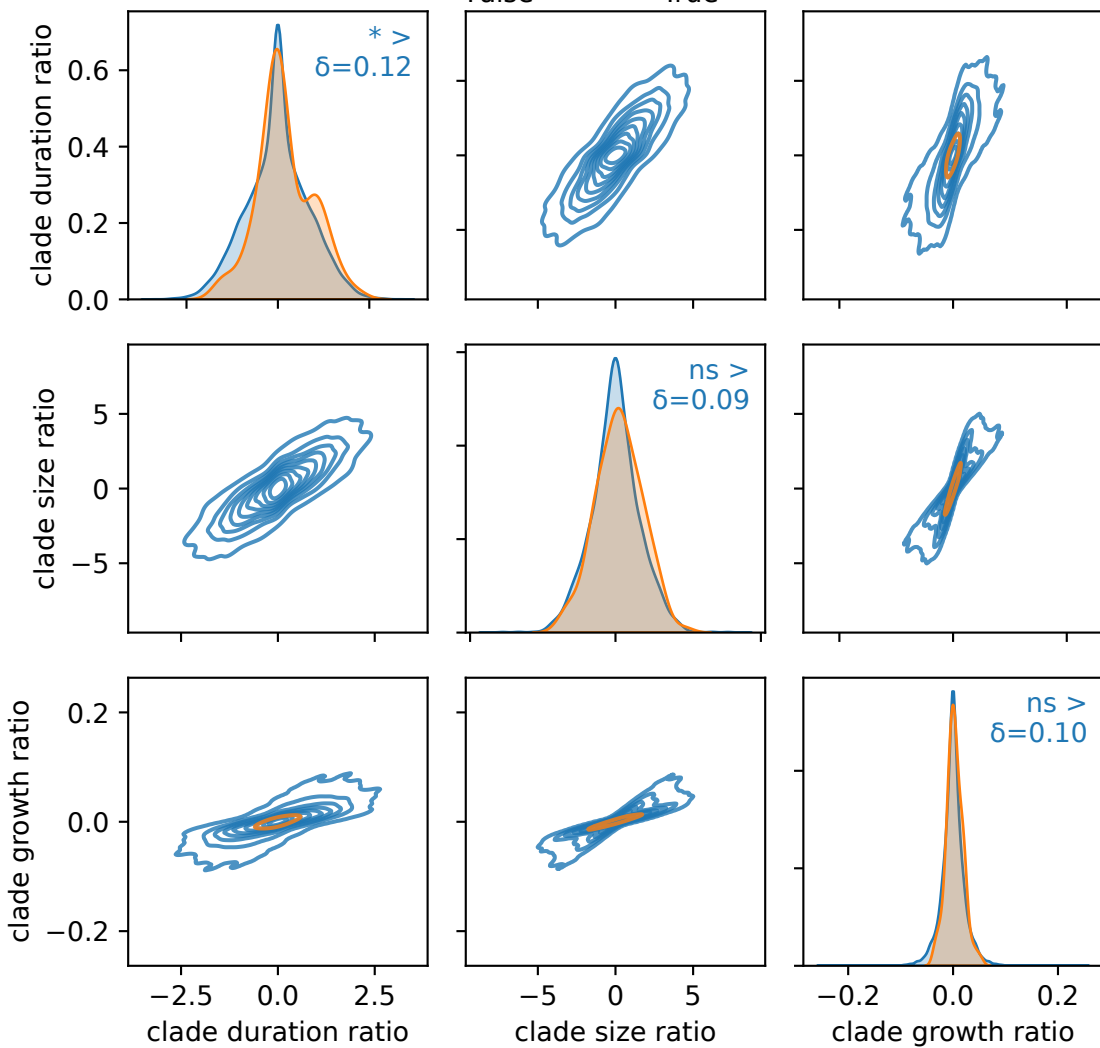 True
clade duration ratio
0.6
0.4
0.2
0.0
* >
δ=0.12
clade size ratio
5
0
−5
ns >
δ=0.09
clade growth ratio
0.2
0.0
−0.2
ns >
δ=0.10
−2.5 0.0 2.5
−5 0 5
−0.2 0.0 0.2
clade duration ratio
clade size ratio
clade growth ratio